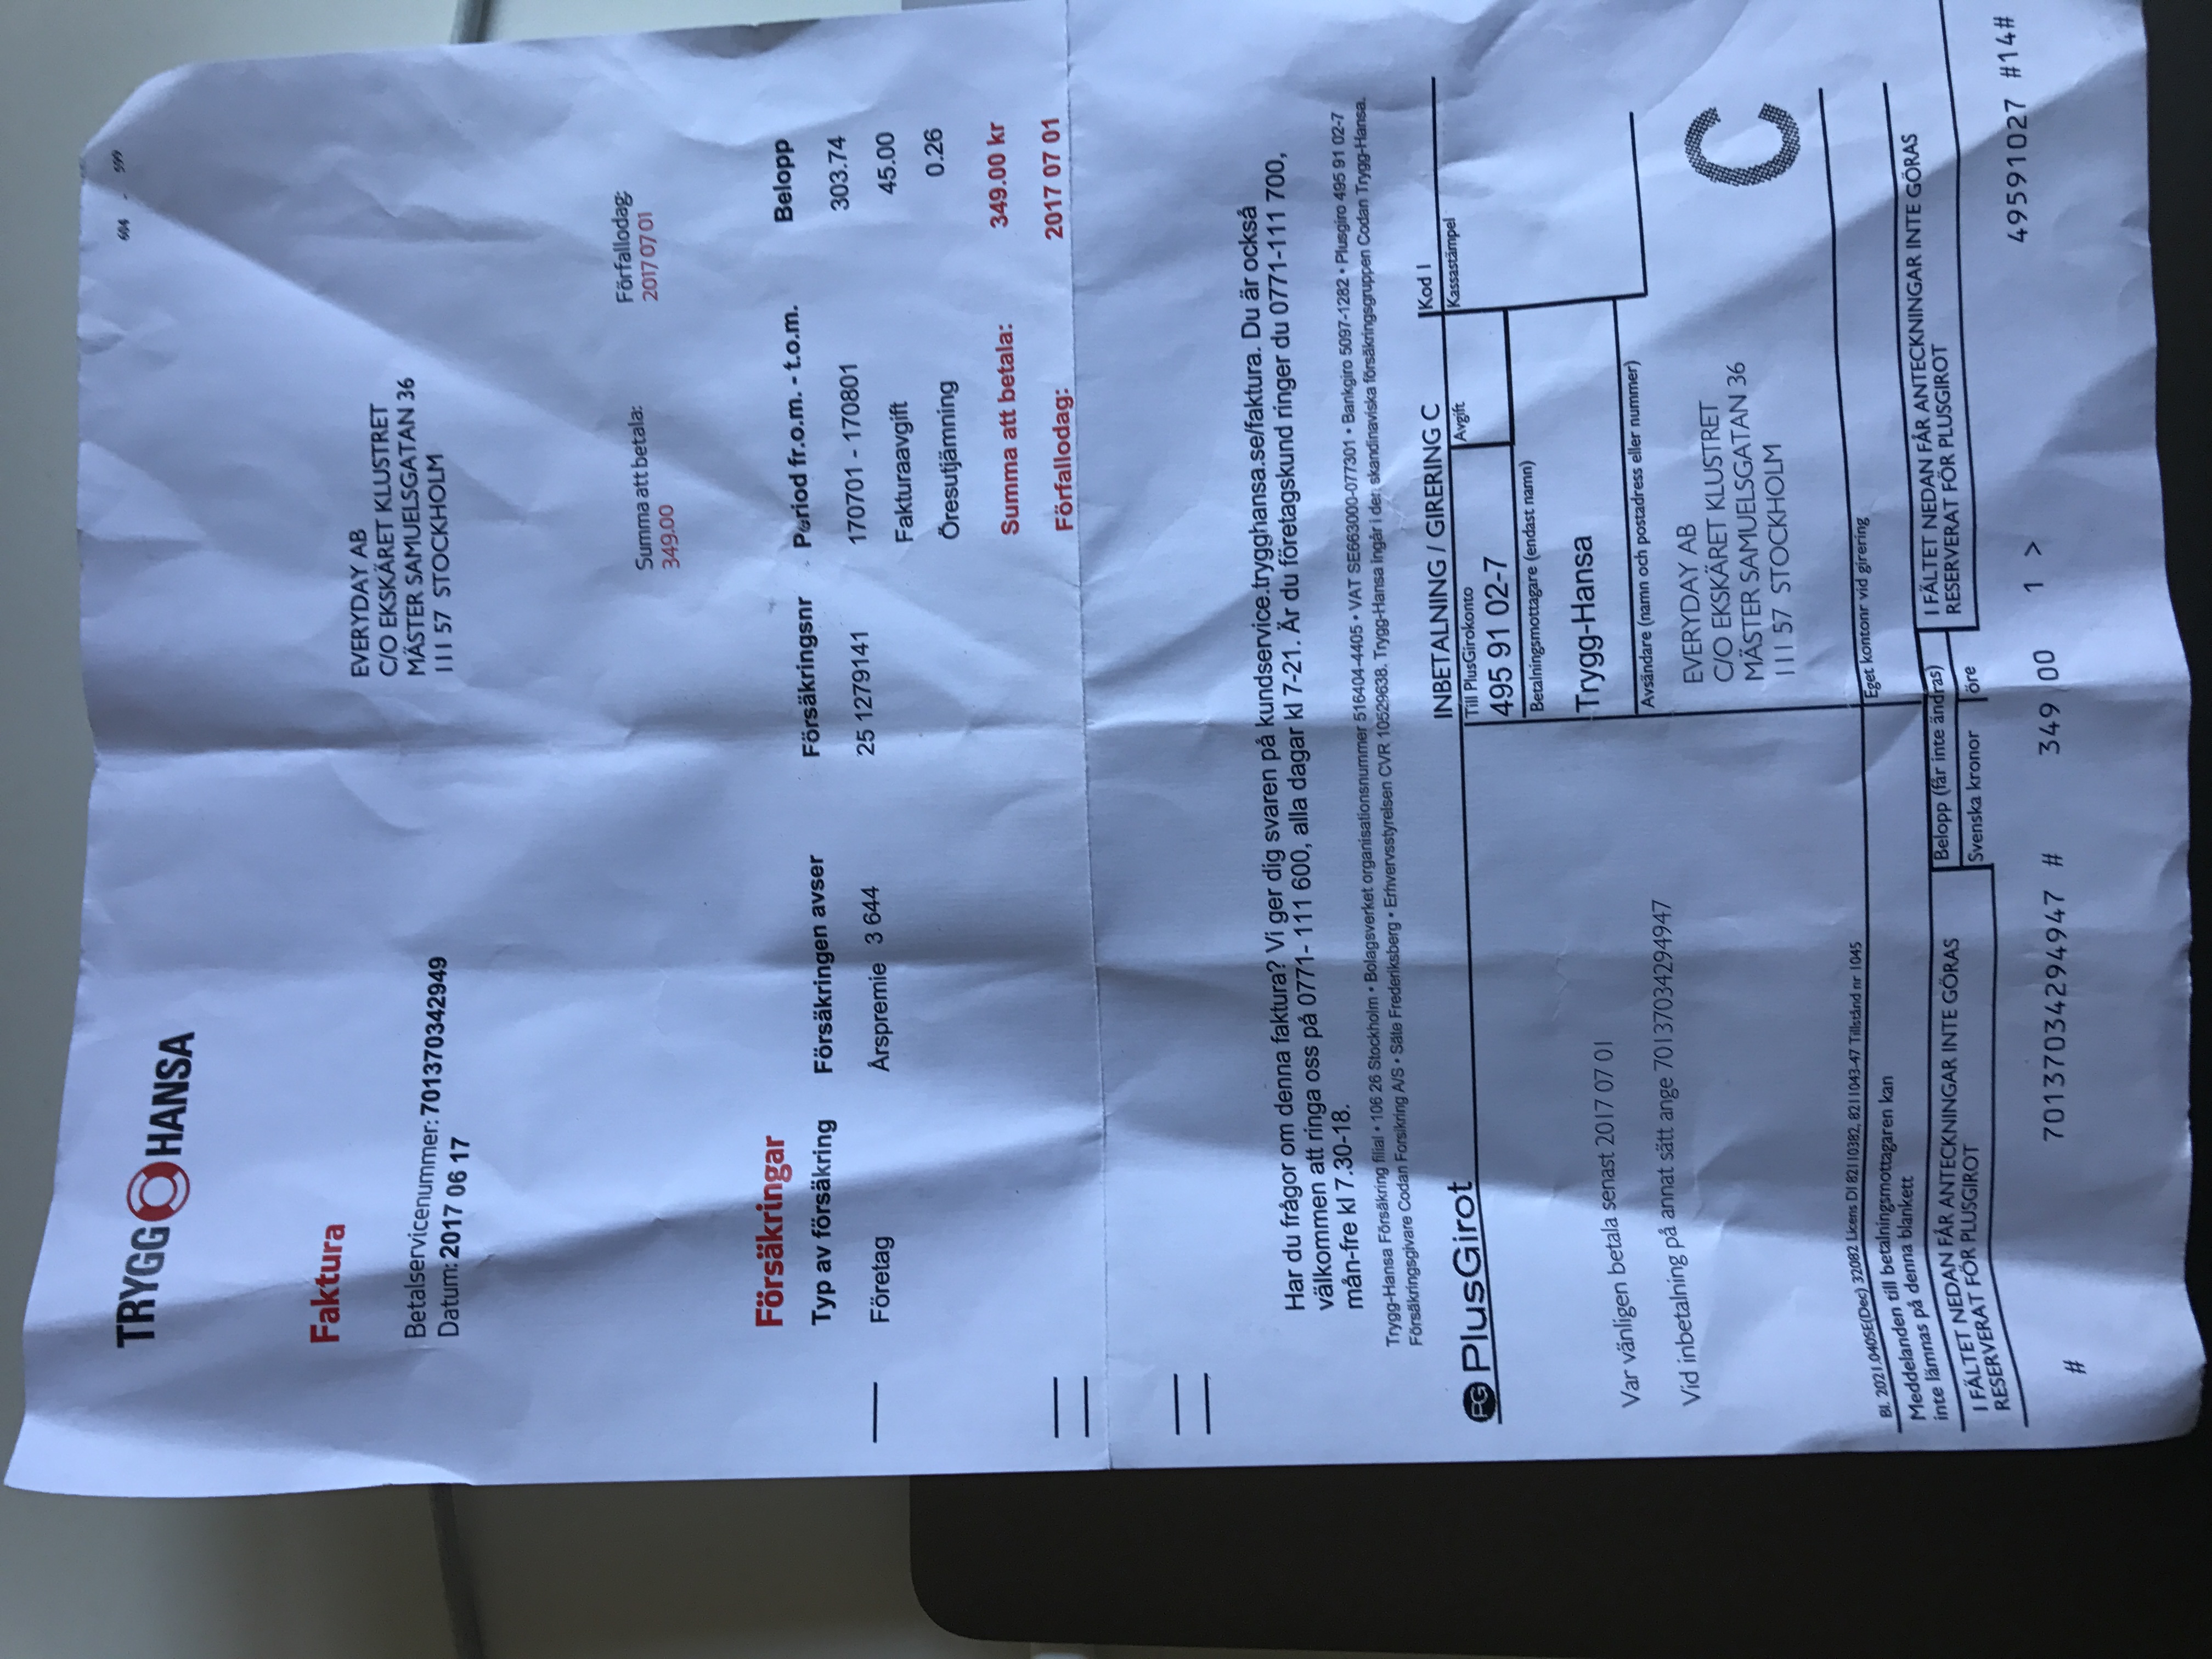 TRYGG HANSA
604 - 599
Faktura
EVERYDAY AB
C/O EKSKÄRET KLUSTRET
MÄSTER SAMUELSGATAN 36
111 57 STOCKHOLM
Betalservicenummer: 701370342949
Datum: 2017 06 17
Summa att betala:
349.00
Förfallodag:
2017 07 01
Försäkringar
Typ av försäkring Försäkringen avser Försäkringsnr Period fr.o.m. - t.o.m. Belopp
Företag Årspremie 3 644 25 1279141 170701 - 170801 303.74
Fakturaavgift 45.00
Öresutjämning 0.26
Summa att betala: 349.00 kr
Förfallodag: 2017 07 01
Har du frågor om denna faktura? Vi ger dig svaren på kundservice.trygghansa.se/faktura. Du är också
välkommen att ringa oss på 0771- 111 600, alla dagar kl 7-21. Är du företagskund ringer du 0771-111 700,
mån-fre kl 7.30-18.
Trygg-Hansa Försäkring filial • 106 26 Stockholm • Bolagsverket organisationsnummer 516404-4405 • VAT SE663000-077301 • Bankgiro 5097-1282 • Plusgiro 495 91 02-7
Försäkringsgivare Codan Forsikring A/S • Säte Frederiksberg • Erhvervsstyrelsen CVR 10529638. Trygg-Hansa ingår i den skandinaviska försäkringsgruppen Codan Trygg-Hansa.
PG PlusGirot
INBETALNING / GIRERING C
Kod 1
Till PlusGirokonto
Avgift
Kassastämpel
495 91 02-7
Betalningsmottagare (endast namn)
Trygg-Hansa
Var vänligen betala senast 2017 07 01
Vid inbetalning på annat sätt ange 70137034294947
Avsändare (namn och postadress eller nummer)
EVERYDAY AB
C/O EKSKÄRET KLUSTRET
MÄSTER SAMUELSGATAN 36
111 57 STOCKHOLM
C
Bl. 2021.0405E(Dec) 32082 Licens DI 82110382, 8211043-47 Tillstånd nr 1045
Eget kontonr vid girering
Meddelanden till betalningsmottagaren kan
inte lämnas på denna blankett
I FÄLTET NEDAN FÅR ANTECKNINGAR INTE GÖRAS
RESERVERAT FÖR PLUSGIROT
Belopp (får inte ändras)
Svenska kronor öre
I FÄLTET NEDAN FÅR ANTECKNINGAR INTE GÖRAS
RESERVERAT FÖR PLUSGIROT
# 70137034294947 # 349 00 1 > 49591027 #14#